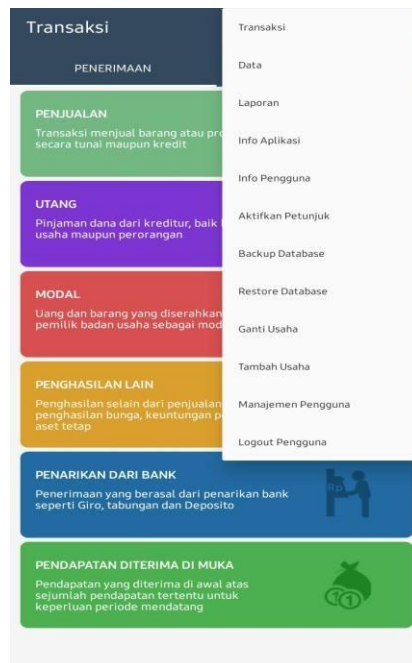 Transaksi
PENERIMAAN
PENJUALAN
Transaksi menjual barang atau
secara tunai maupun kredit
UTANG
Pinjaman dana dari kreditur, baik
usaha maupun perorangan
MODAL
Uang dan barang yang diserahkan
pemilik badan usaha sebagai
PENGHASILAN LAIN
Penghasilan selain dari penjualan
penghasilan bunga, keuntungan
aset tetap
PENARIKAN DARI BANK
Penerimaan yang berasal dari penarikan bank
seperti Giro, tabungan dan Deposito
Rp
PENDAPATAN DITERIMA DI MUKA
Pendapatan yang diterima di awal atas
sejumlah pendapatan tertentu untuk
keperluan periode mendatang
Transaksi
Data
Laporan
Info Aplikasi
Info Pengguna
Aktifkan Petunjuk
Backup Database
Restore Database
Ganti Usaha
Tambah Usaha
Manajemen Pengguna
Logout Pengguna